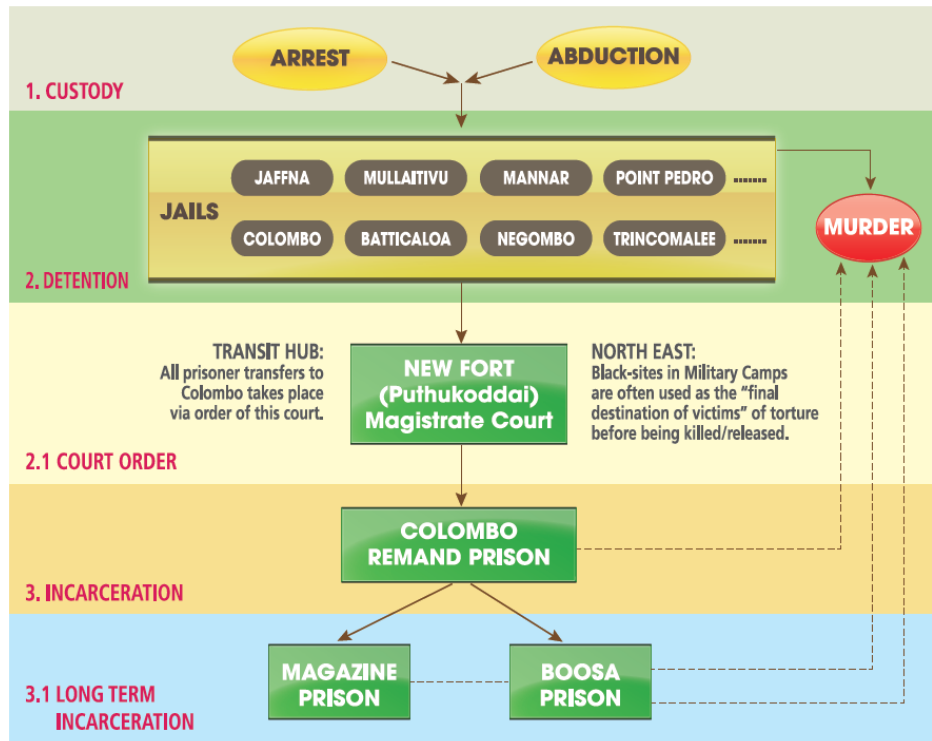 ARREST
ABDUCTION
1. CUSTODY
JAFFNA
MULLAITIVU
MANNAR
POINT PEDRO
.......
JAILS
COLOMBO
BATTICALOA
NEGOMBO
TRINCOMALEE
.......
MURDER
2. DETENTION
TRANSIT HUB:
All prisoner transfers to
Colombo takes place
via order of this court.
NEW FORT
(Puthukoddai)
Magistrate Court
NORTH EAST:
Black-sites in Military Camps
are often used as the “final
destination of victims” of torture
before being killed/released.
2.1 COURT ORDER
COLOMBO
REMAND PRISON
3. INCARCERATION
MAGAZINE
PRISON
BOOSA
PRISON
3.1 LONG TERM
INCARCERATION